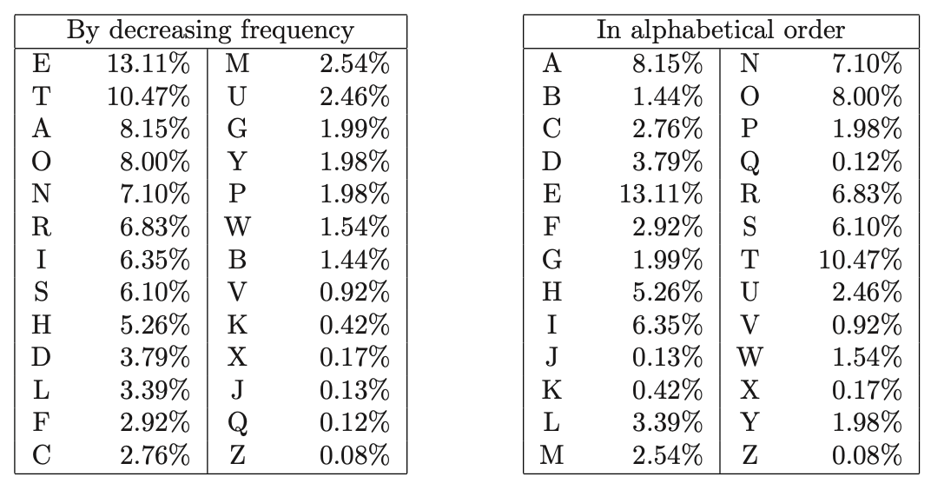 By decreasing frequency
E 13.11% M 2.54%
T 10.47% U 2.46%
A 8.15% G 1.99%
O 8.00% Y 1.98%
N 7.10% P 1.98%
R 6.83% W 1.54%
I 6.35% B 1.44%
S 6.10% V 0.92%
H 5.26% K 0.42%
D 3.79% X 0.17%
L 3.39% J 0.13%
F 2.92% Q 0.12%
C 2.76% Z 0.08%
In alphabetical order
A 8.15% N 7.10%
B 1.44% O 8.00%
C 2.76% P 1.98%
D 3.79% Q 0.12%
E 13.11% R 6.83%
F 2.92% S 6.10%
G 1.99% T 10.47%
H 5.26% U 2.46%
I 6.35% V 0.92%
J 0.13% W 1.54%
K 0.42% X 0.17%
L 3.39% Y 1.98%
M 2.54% Z 0.08%